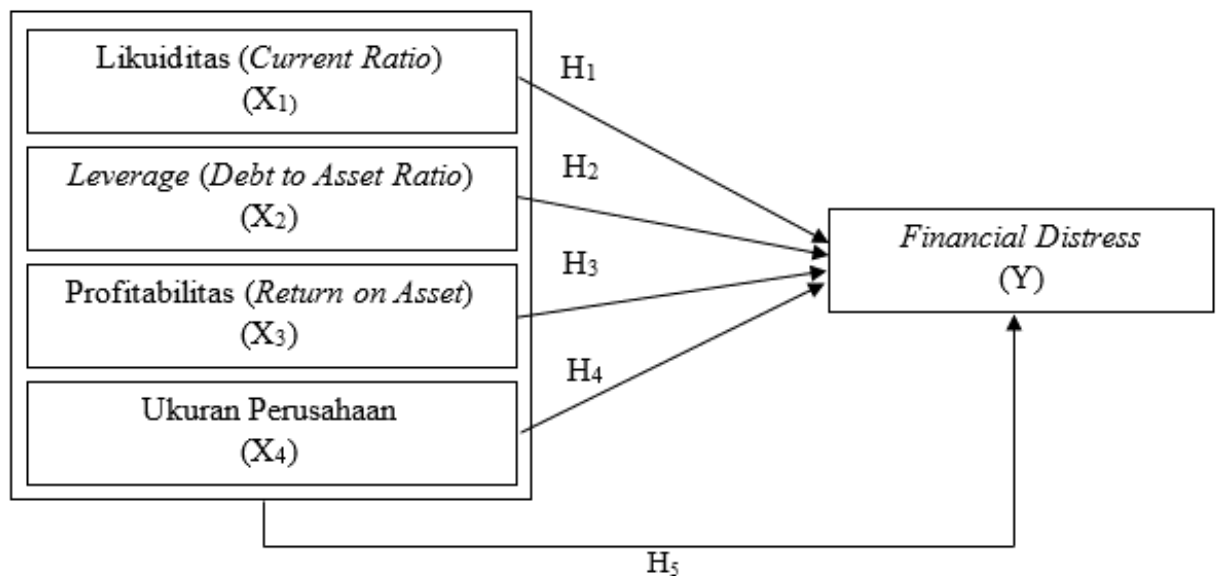 Likuiditas (Current Ratio)
(X1)
H1
Leverage (Debt to Asset Ratio)
(X2)
H2
Profitabilitas (Return on Asset)
(X3)
H3
Ukuran Perusahaan
(X4)
H4
Financial Distress
(Y)
H5